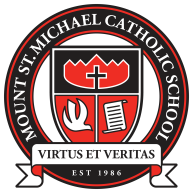 MOUNT ST. MICHAEL CATHOLIC SCHOOL
VIRTUS ET VERITAS
EST 1986